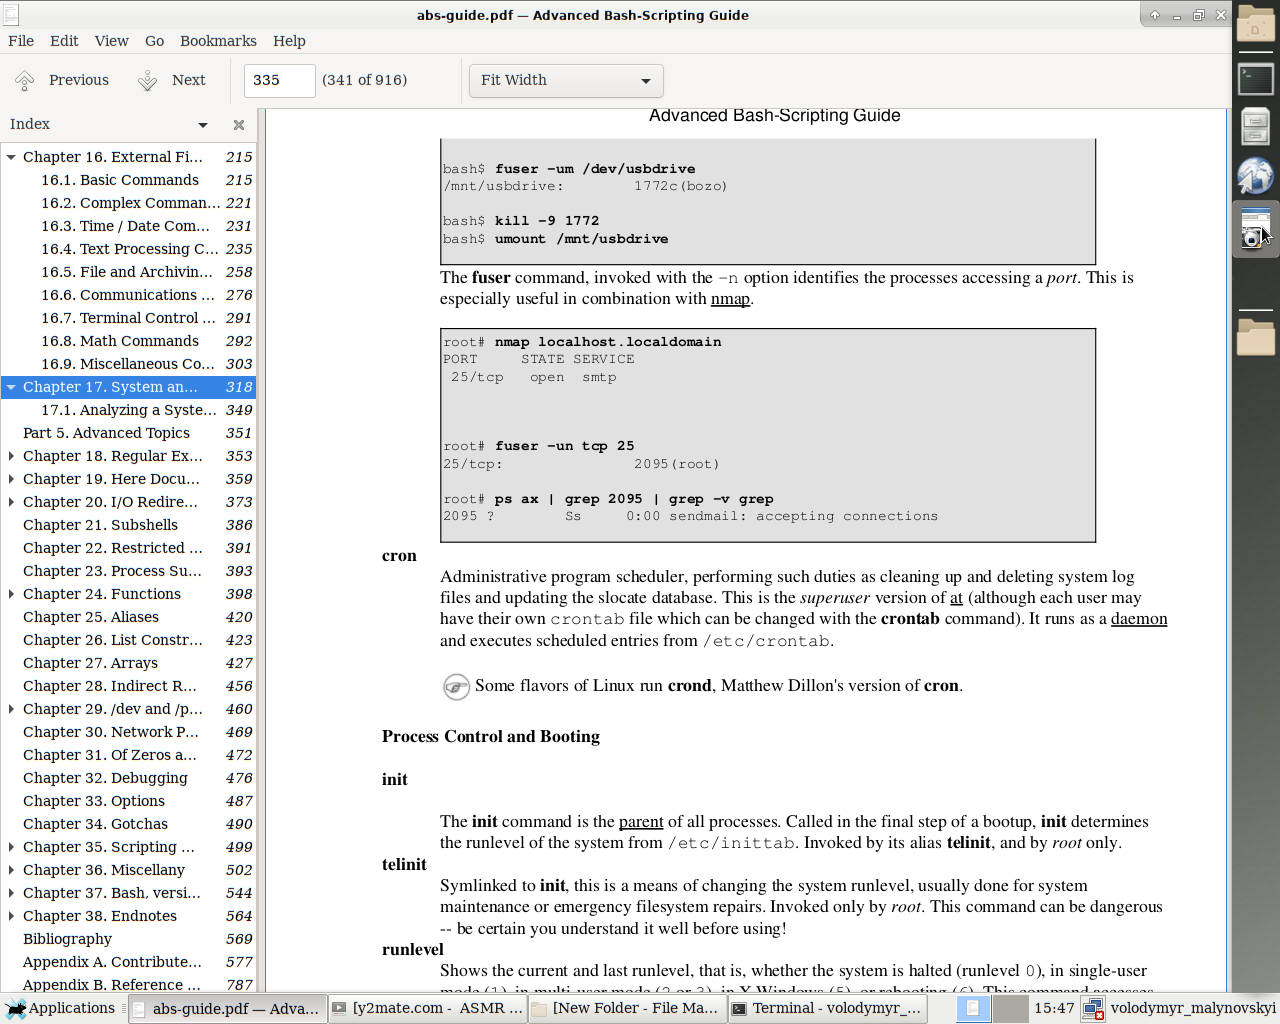 abs-guide.pdf — Advanced Bash-Scripting Guide
File Edit View Go Bookmarks Help
Previous Next 335 (341 of 916) Fit Width
Index
Chapter 16. External Fi... 215
16.1. Basic Commands 215
16.2. Complex Comman... 221
16.3. Time / Date Com... 231
16.4. Text Processing C... 235
16.5. File and Archivin... 258
16.6. Communications ... 276
16.7. Terminal Control ... 291
16.8. Math Commands 292
16.9. Miscellaneous Co... 303
Chapter 17. System an... 318
17.1. Analyzing a Syste... 349
Part 5. Advanced Topics 351
Chapter 18. Regular Ex... 353
Chapter 19. Here Docu... 359
Chapter 20. I/O Redire... 373
Chapter 21. Subshells 386
Chapter 22. Restricted ... 391
Chapter 23. Process Su... 393
Chapter 24. Functions 398
Chapter 25. Aliases 420
Chapter 26. List Constr... 423
Chapter 27. Arrays 427
Chapter 28. Indirect R... 456
Chapter 29. /dev and /p... 460
Chapter 30. Network P... 469
Chapter 31. Of Zeros a... 472
Chapter 32. Debugging 476
Chapter 33. Options 487
Chapter 34. Gotchas 490
Chapter 35. Scripting ... 499
Chapter 36. Miscellany 502
Chapter 37. Bash, versi... 544
Chapter 38. Endnotes 564
Bibliography 569
Appendix A. Contribute... 577
Appendix B. Reference ... 787
Advanced Bash-Scripting Guide
bash$ fuser -um /dev/usbdrive
/mnt/usbdrive: 1772c(bozo)
bash$ kill -9 1772
bash$ umount /mnt/usbdrive
The fuser command, invoked with the -n option identifies the processes accessing a port. This is
especially useful in combination with nmap.
root# nmap localhost.localdomain
PORT STATE SERVICE
25/tcp open smtp
root# fuser -un tcp 25
25/tcp: 2095(root)
root# ps ax | grep 2095 | grep -v grep
2095 ? Ss 0:00 sendmail: accepting connections
cron
Administrative program scheduler, performing such duties as cleaning up and deleting system log
files and updating the slocate database. This is the superuser version of at (although each user may
have their own crontab file which can be changed with the crontab command). It runs as a daemon
and executes scheduled entries from /etc/crontab.
Some flavors of Linux run crond, Matthew Dillon's version of cron.
Process Control and Booting
init
The init command is the parent of all processes. Called in the final step of a bootup, init determines
the runlevel of the system from /etc/inittab. Invoked by its alias telinit, and by root only.
telinit
Symlinked to init, this is a means of changing the system runlevel, usually done for system
maintenance or emergency filesystem repairs. Invoked only by root. This command can be dangerous
-- be certain you understand it well before using!
runlevel
Shows the current and last runlevel, that is, whether the system is halted (runlevel 0), in single-user
mode (1), in multi-user mode (2 or 3), in X Windows (5), or rebooting (6). This command accesses
Applications abs-guide.pdf — Adva... [y2mate.com - ASMR ... [New Folder - File Ma... Terminal - volodymyr_... 15:47 volodymyr_malynovskyi